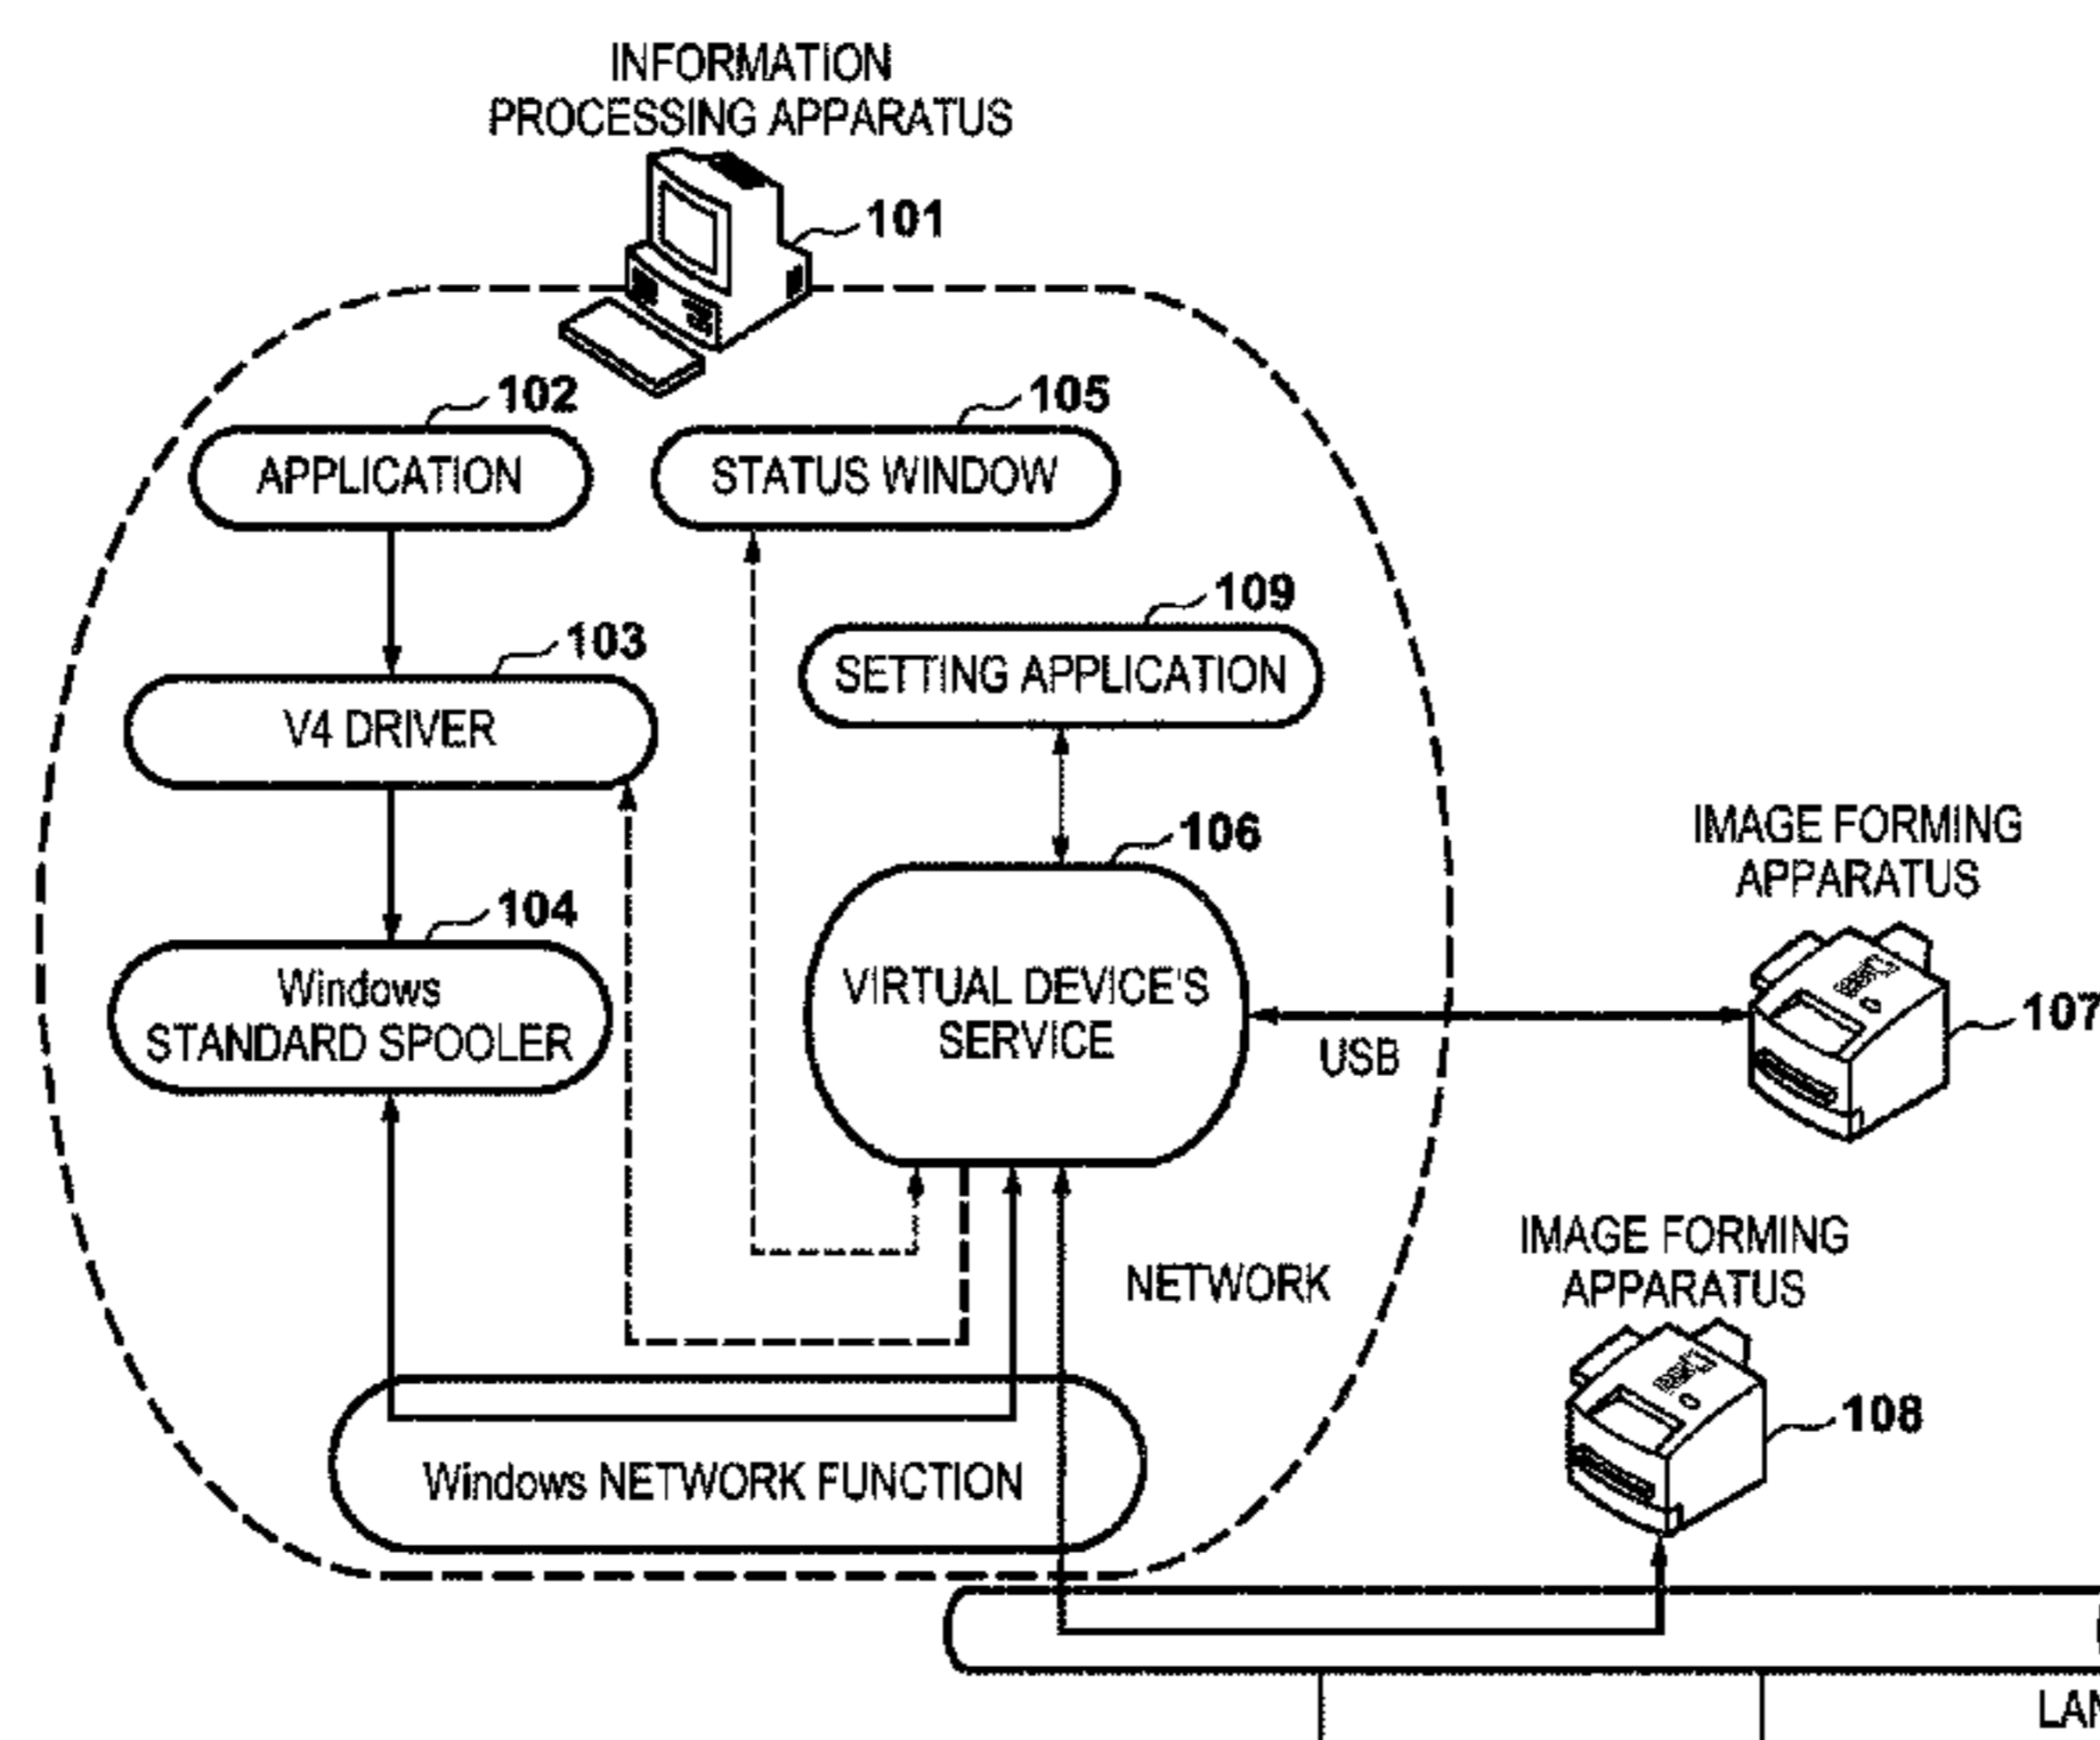 INFORMATION
PROCESSING APPARATUS
101
102
105
APPLICATION
STATUS WINDOW
109
103
SETTING APPLICATION
V4 DRIVER
106
IMAGE FORMING
APPARATUS
104
Windows
STANDARD SPOOLER
VIRTUAL DEVICE'S
SERVICE
107
USB
IMAGE FORMING
APPARATUS
NETWORK
108
Windows NETWORK FUNCTION
LAN